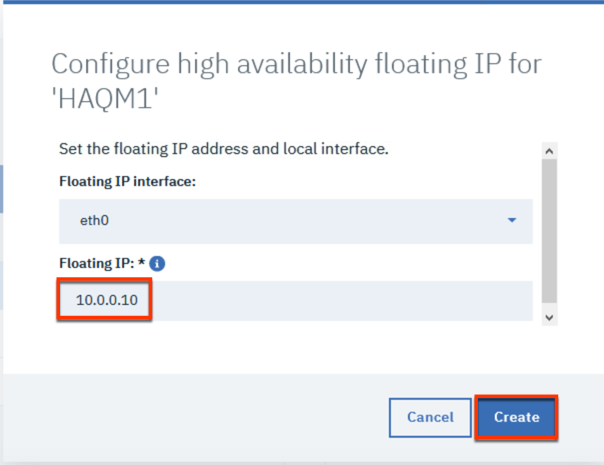 Configure high availability floating IP for
'HAQM1'
Set the floating IP address and local interface.
Floating IP interface:
eth0
Floating IP: *
10.0.0.10
Cancel
Create